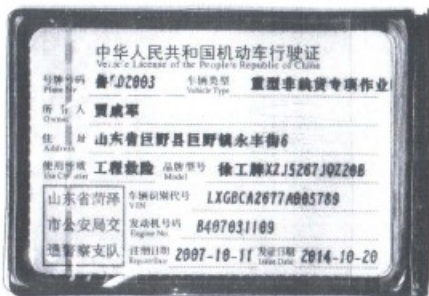 中华人民共和国机动车行驶证
Vehicle License of the People's Republic of China
号牌号码 鲁 D2003 车辆类型 重型非载货专项作业
Plate No. Vehicle Type
所有人 贾成军
Owner
住 址 山东省巨野县巨野镇永丰街6
Address
使用性质 工程救险 品牌型号 徐工牌XZJ5267JQZ20B
Use Character Model
山东省菏泽 车辆识别代号 LXGBCA2677A005789
VIN
市公安局交 发动机号码 B407031109
Engine No.
通警察支队 注册日期 2007-10-11 发证日期 2014-10-20
Register Date Issue Date